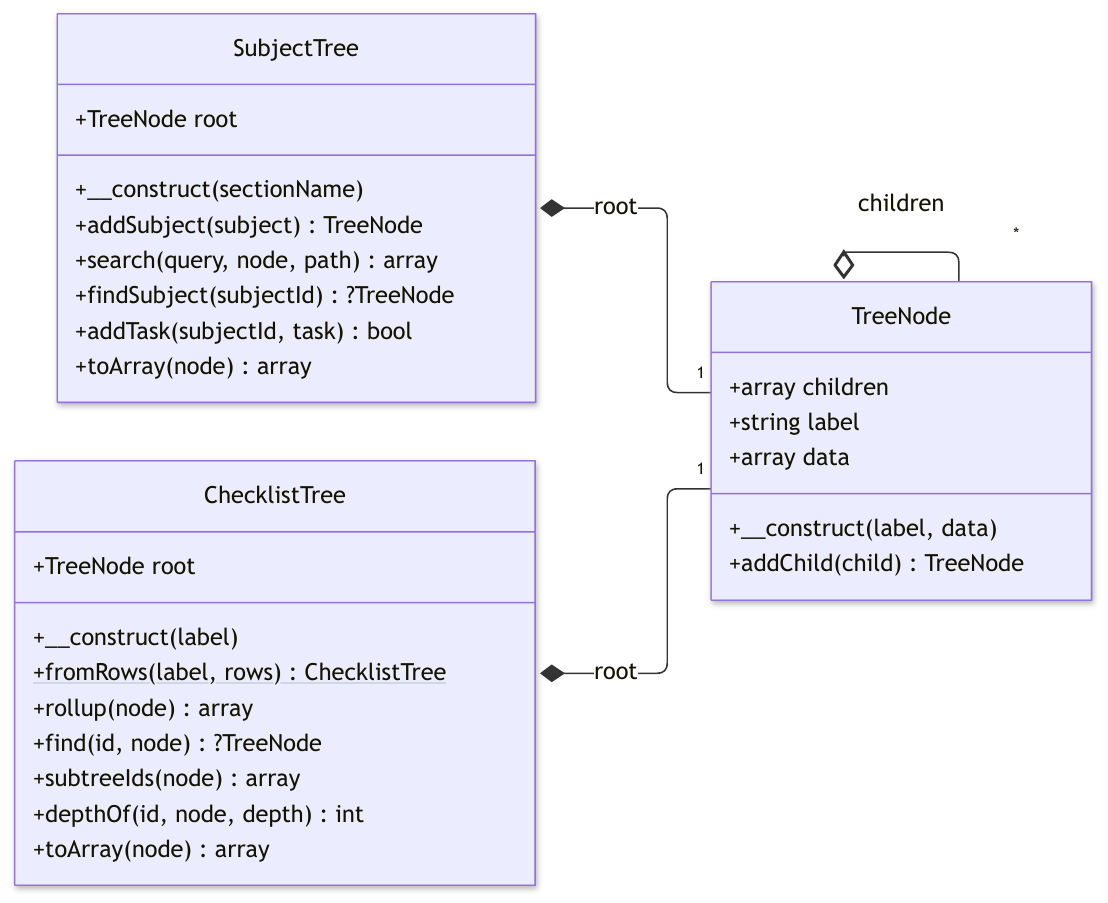 SubjectTree
+TreeNode root
+__construct(sectionName)
+addSubject(subject) : TreeNode
+search(query, node, path) : array
+findSubject(subjectId) : ?TreeNode
+addTask(subjectId, task) : bool
+toArray(node) : array
root
1
children
*
TreeNode
+array children
+string label
+array data
+__construct(label, data)
+addChild(child) : TreeNode
ChecklistTree
+TreeNode root
+__construct(label)
+fromRows(label, rows) : ChecklistTree
+rollup(node) : array
+find(id, node) : ?TreeNode
+subtreeIds(node) : array
+depthOf(id, node, depth) : int
+toArray(node) : array
root
1